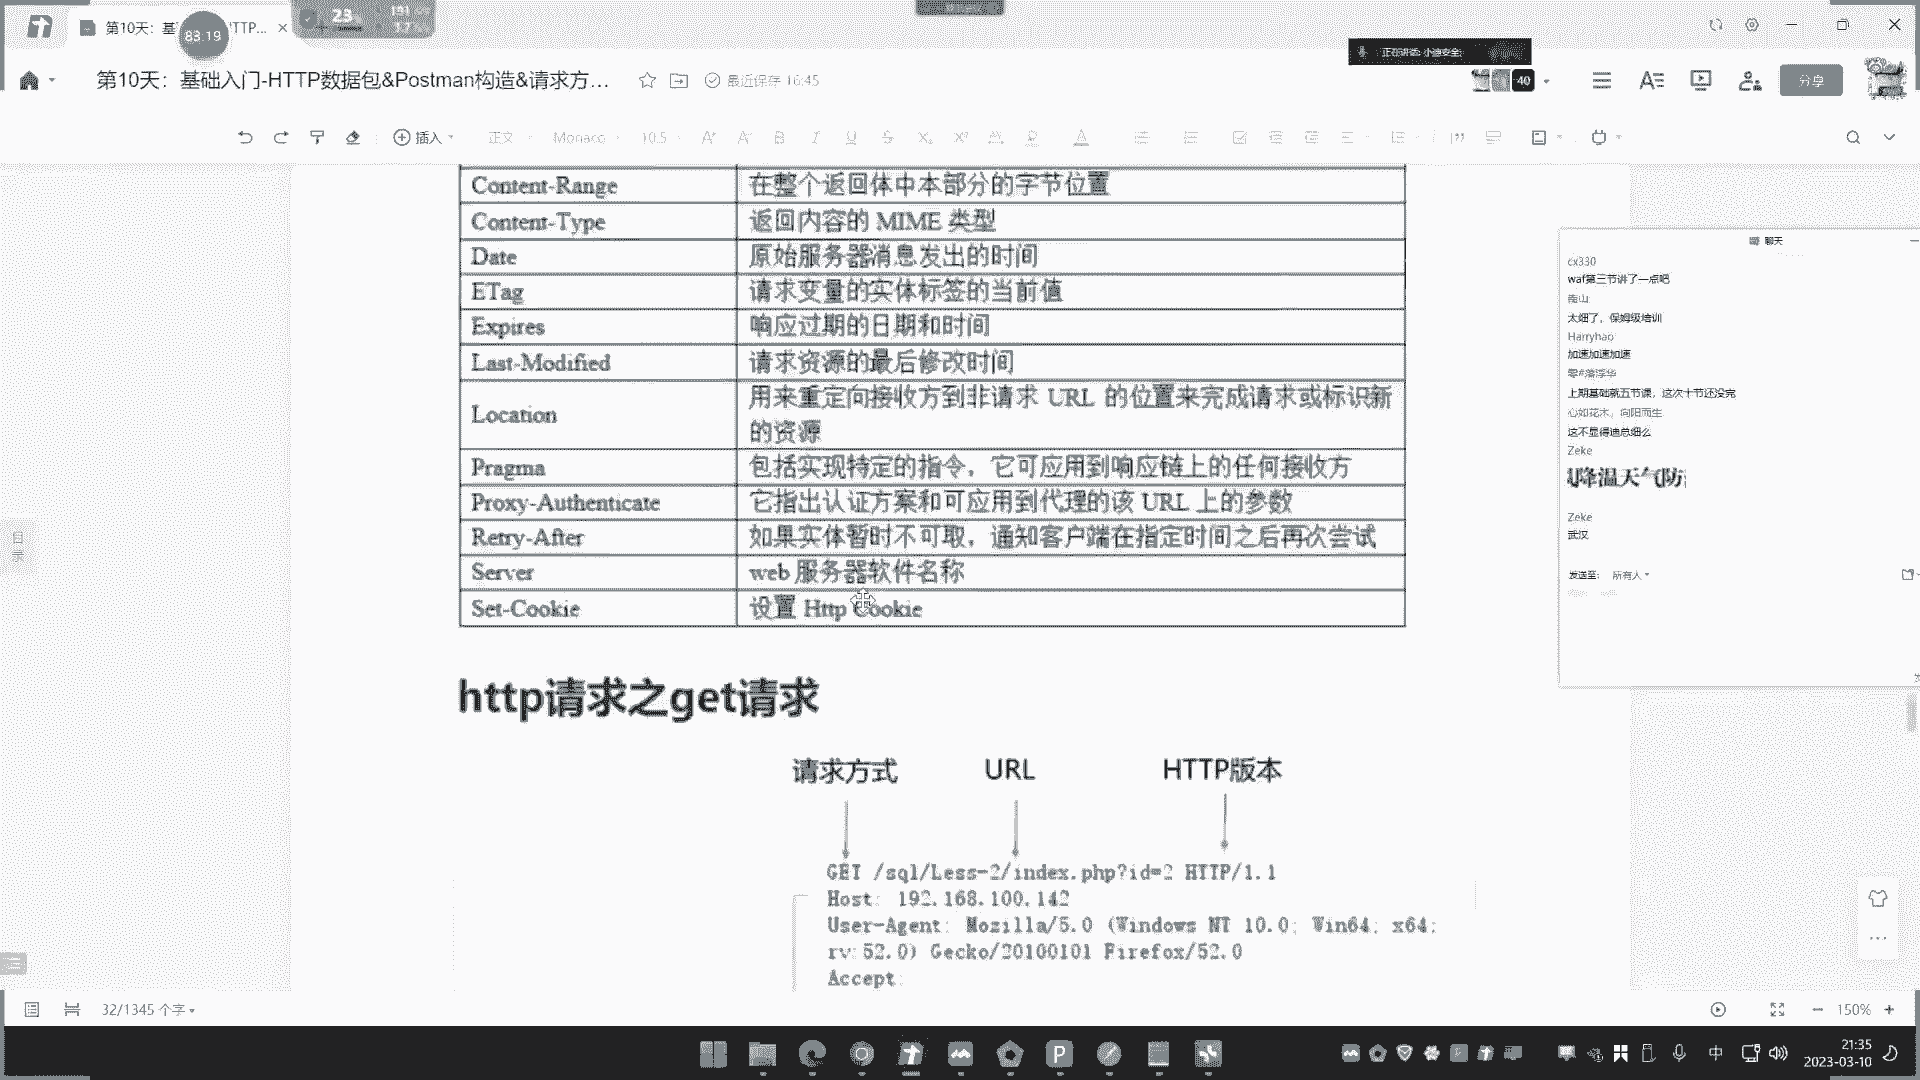 第10天：基
TTP...
83.19
23
正在讲话: 小迪安全
第10天：基础入门-HTTP数据包&Postman构造&请求方...
最近保存 16:45
40
分享
插入
正文
Monaco
10.5
Content-Range 在整个返回体中本部分的字节位置
Content-Type 返回内容的 MIME 类型
Date 原始服务器消息发出的时间
ETag 请求变量的实体标签的当前值
Expires 响应过期的日期和时间
Last-Modified 请求资源的最后修改时间
Location 用来重定向接收方到非请求 URL 的位置来完成请求或标识新
的资源
Pragma 包括实现特定的指令，它可应用到响应链上的任何接收方
Proxy-Authenticate 它指出认证方案和可应用到代理的该 URL 上的参数
Retry-After 如果实体暂时不可取，通知客户端在指定时间之后再次尝试
Server web 服务器软件名称
Set-Cookie 设置 Http Cookie
http请求之get请求
请求方式 URL HTTP版本
GET /sql/Less-2/index.php?id=2 HTTP/1.1
Host: 192.168.100.142
User-Agent: Mozilla/5.0 (Windows NT 10.0; Win64; x64;
rv:52.0) Gecko/20100101 Firefox/52.0
Accept:
聊天
cx330
waf第三节讲了一点吧
南山
太细了，保姆级培训
Harryhao
加速加速加速
零#落浮华
上期基础就五节课，这次十节还没完
心如花木，向阳而生
这不显得迪总细么
Zeke
降温天气防
Zeke
武汉
发送至: 所有人
目
录
32/1345 个字
150%
中
21:35
2023-03-10